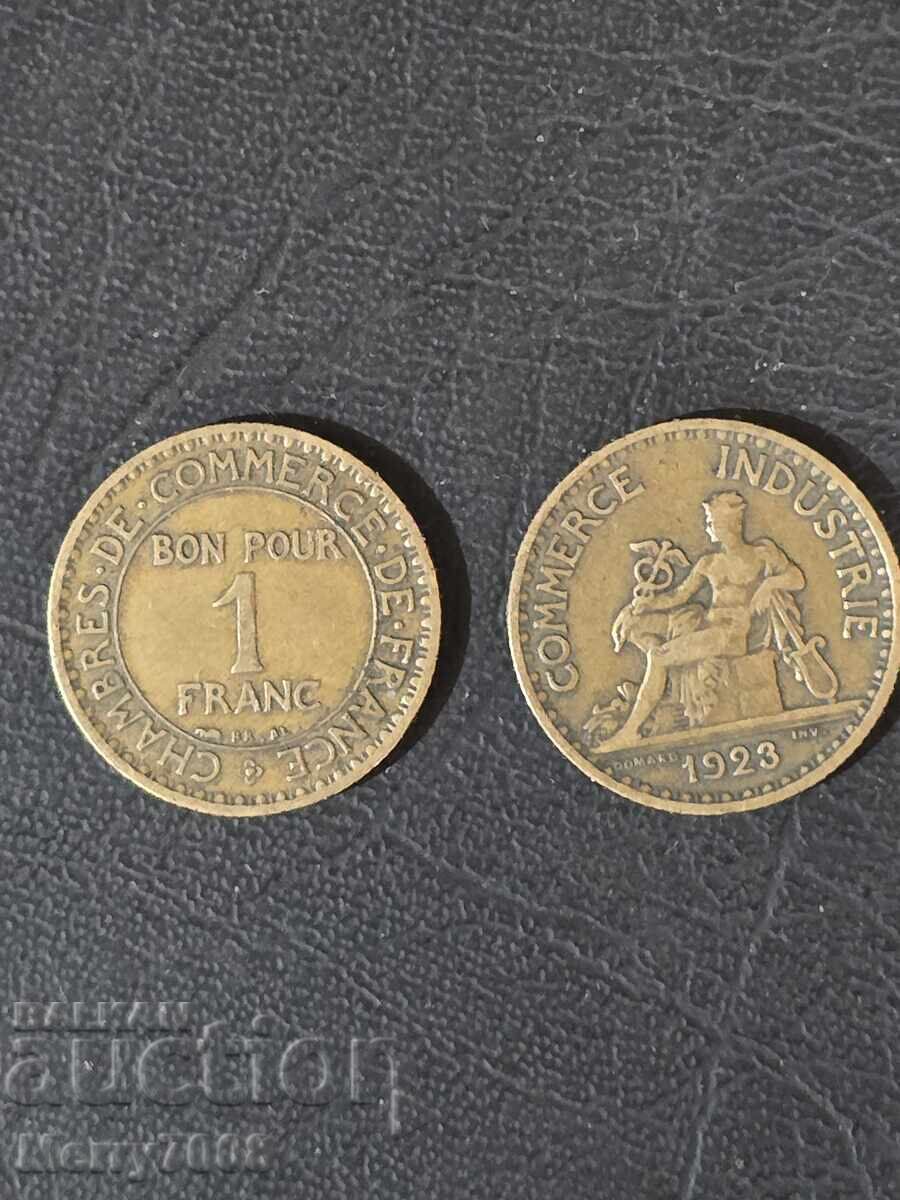 CHAMBRES·DE·COMMERCE·DE·FRANCE
BON POUR
1
FRANC
COMMERCE INDUSTRIE
DOMARD INV
1923
BALKAN
auction
Merry7008